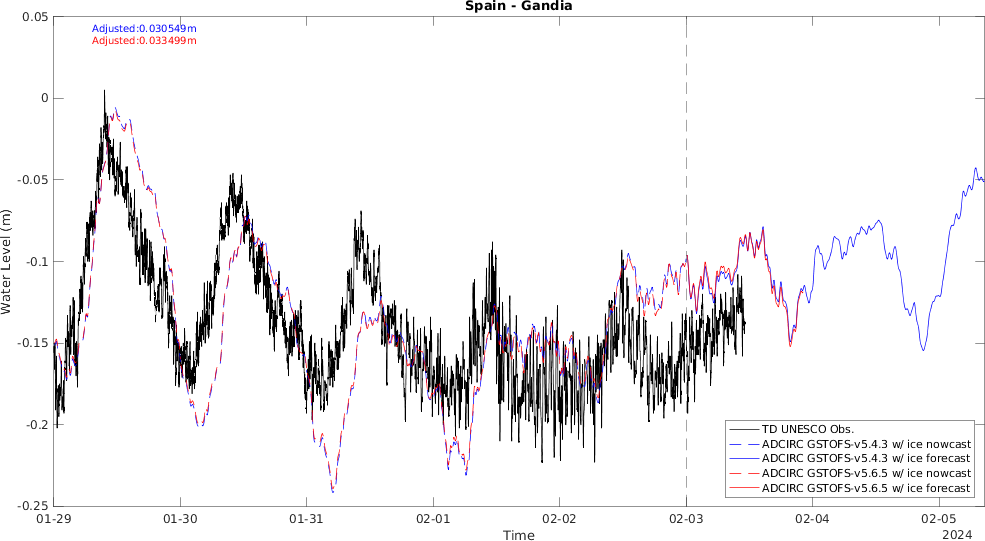 Spain - Gandia
Adjusted:0.030549m
Adjusted:0.033499m
0.05
0
-0.05
-0.1
-0.15
-0.2
-0.25
Water Level (m)
TD UNESCO Obs.
ADCIRC GSTOFS-v5.4.3 w/ ice nowcast
ADCIRC GSTOFS-v5.4.3 w/ ice forecast
ADCIRC GSTOFS-v5.6.5 w/ ice nowcast
ADCIRC GSTOFS-v5.6.5 w/ ice forecast
01-29 01-30 01-31 02-01 02-02 02-03 02-04 02-05
Time
2024